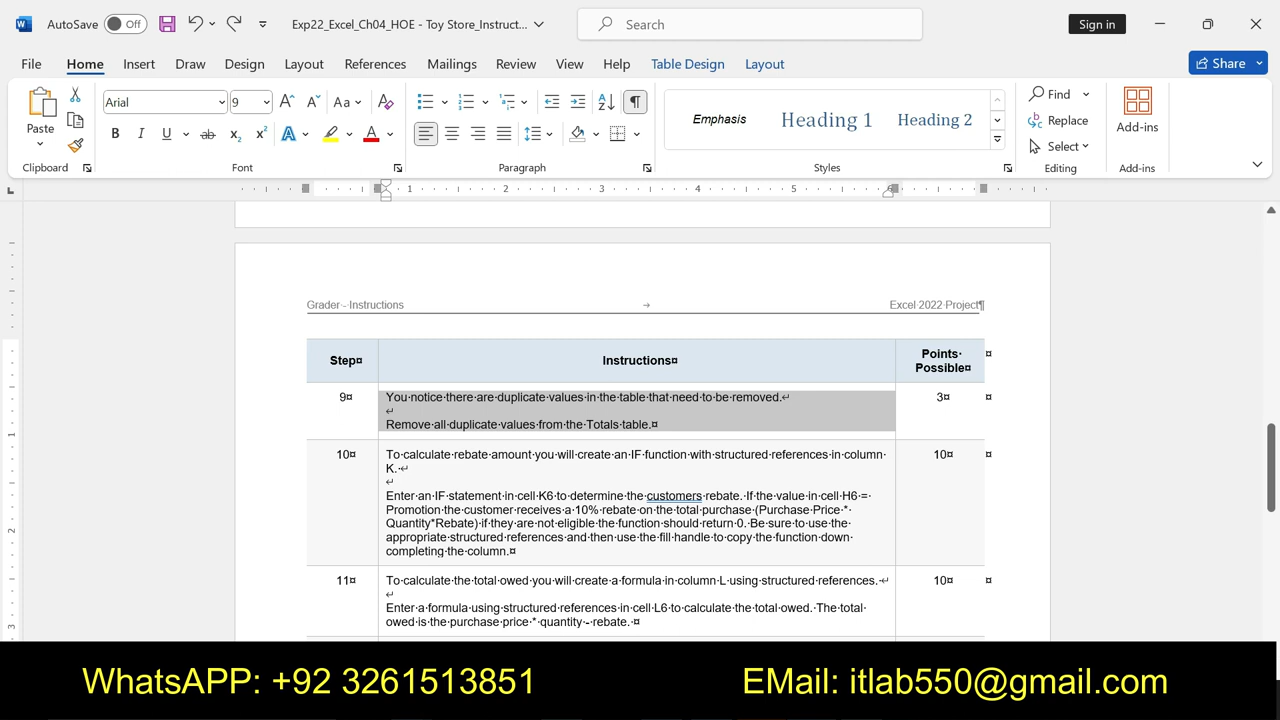 AutoSave Off Exp22_Excel_Ch04_HOE - Toy Store_Instruct... Search Sign in
File Home Insert Draw Design Layout References Mailings Review View Help Table Design Layout Share
Paste
Arial 9
Emphasis Heading 1 Heading 2
Find
Replace
Select
Add-ins
Clipboard Font Paragraph Styles Editing Add-ins
1 2 3 4 5 6
Grader - Instructions Excel 2022 Project¶
Step Instructions Points Possible
9 You notice there are duplicate values in the table that need to be removed. 3
Remove all duplicate values from the Totals table.
10 To calculate rebate amount you will create an IF function with structured references in column 10
K.
Enter an IF statement in cell K6 to determine the customers rebate. If the value in cell H6 =
Promotion the customer receives a 10% rebate on the total purchase (Purchase Price *
Quantity*Rebate) if they are not eligible the function should return 0. Be sure to use the
appropriate structured references and then use the fill handle to copy the function down
completing the column.
11 To calculate the total owed you will create a formula in column L using structured references. 10
Enter a formula using structured references in cell L6 to calculate the total owed. The total
owed is the purchase price * quantity - rebate.
1
2
3
WhatsAPP: +92 3261513851 EMail: itlab550@gmail.com